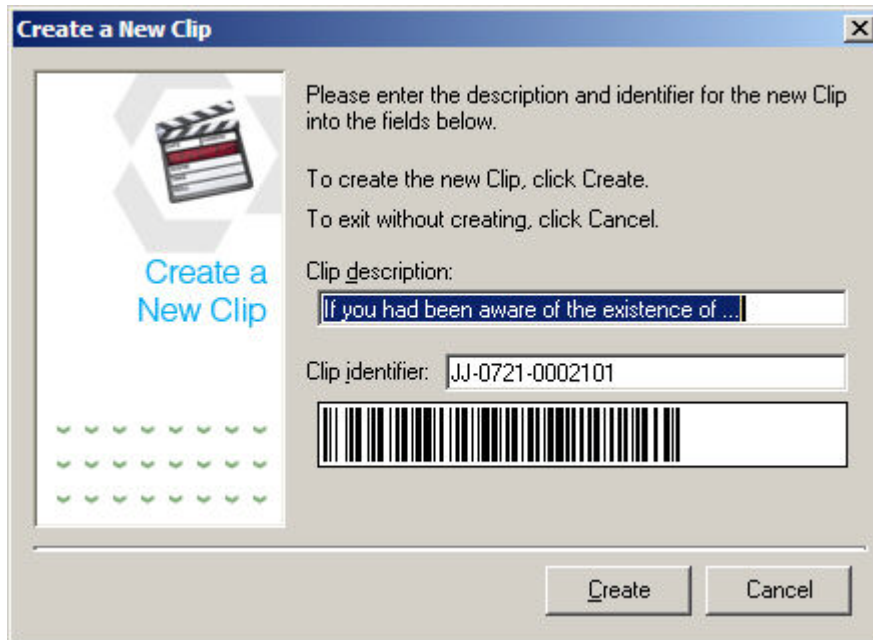 Create a New Clip
Please enter the description and identifier for the new Clip
into the fields below.
To create the new Clip, click Create.
To exit without creating, click Cancel.
Create a
New Clip
Clip description:
If you had been aware of the existence of ...
Clip identifier: JJ-0721-0002101
Create Cancel